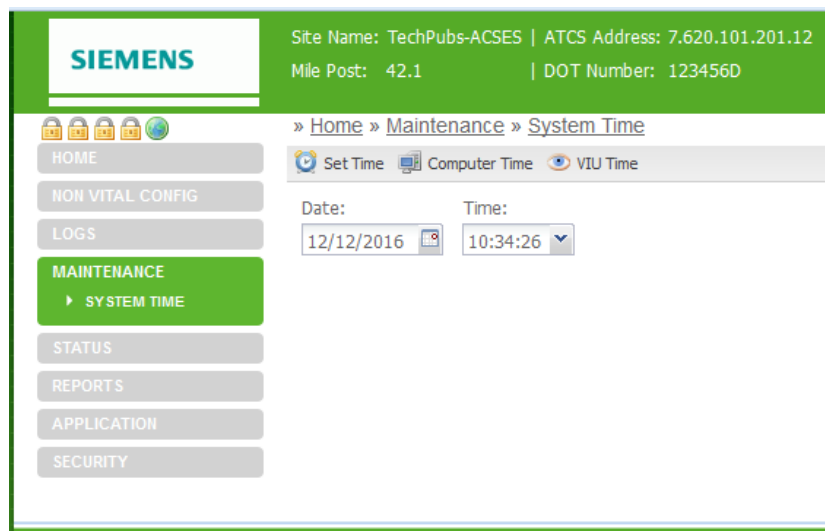 SIEMENS
Site Name: TechPubs-ACSES | ATCS Address: 7.620.101.201.12
Mile Post: 42.1 | DOT Number: 123456D
» Home » Maintenance » System Time
Set Time Computer Time VIU Time
HOME
NON VITAL CONFIG
LOGS
MAINTENANCE
SYSTEM TIME
STATUS
REPORTS
APPLICATION
SECURITY
Date: Time:
12/12/2016 10:34:26